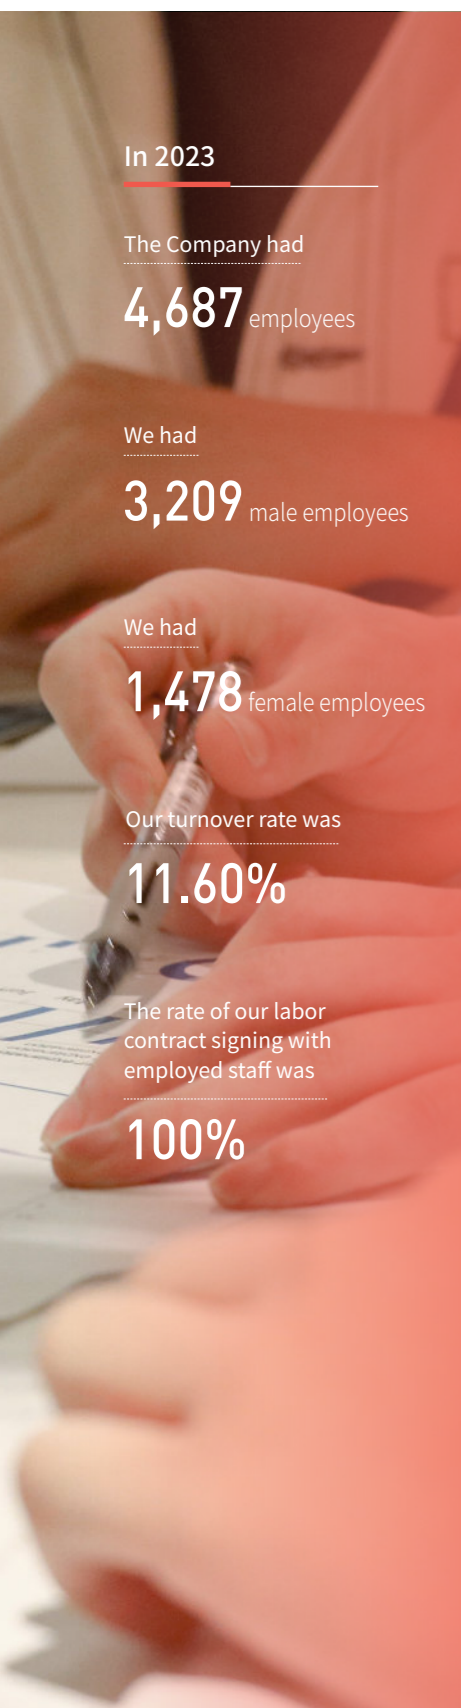 In 2023
The Company had
4,687 employees
We had
3,209 male employees
We had
1,478 female employees
Our turnover rate was
11.60%
The rate of our labor
contract signing with
employed staff was
100%